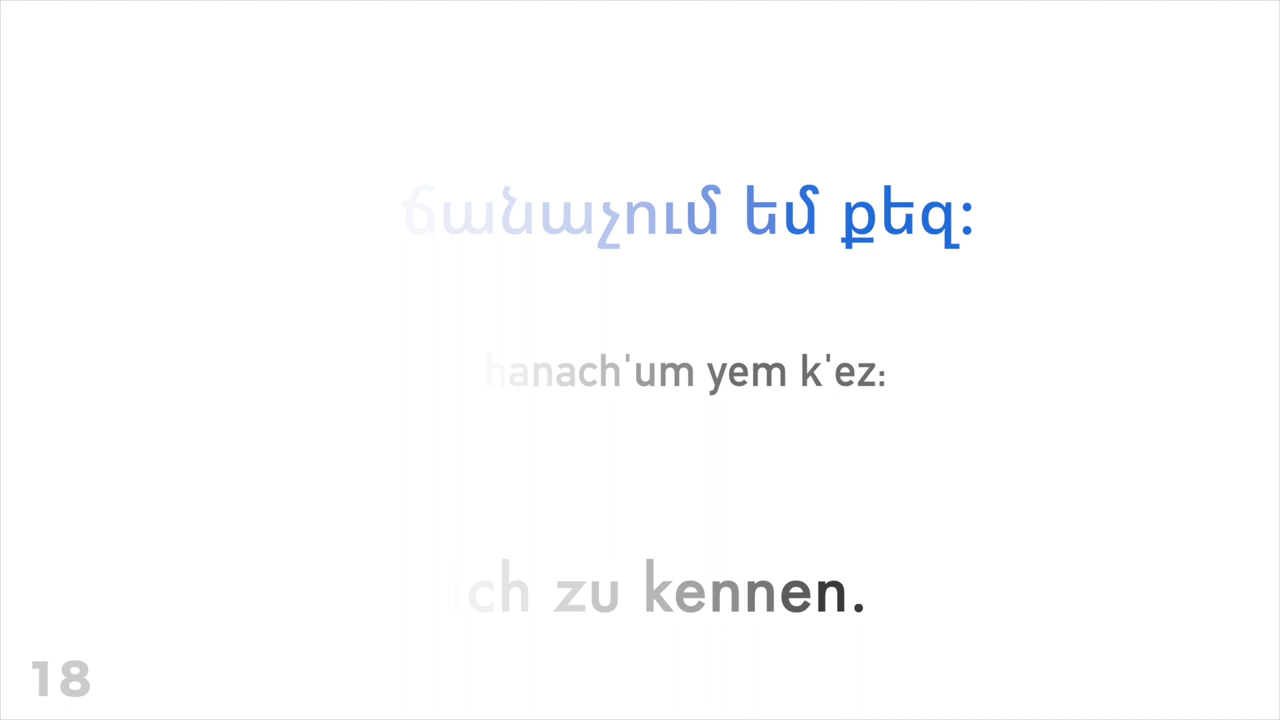 ճանաչում եմ քեզ:
hanach'um yem k'ez:
ich zu kennen.
18